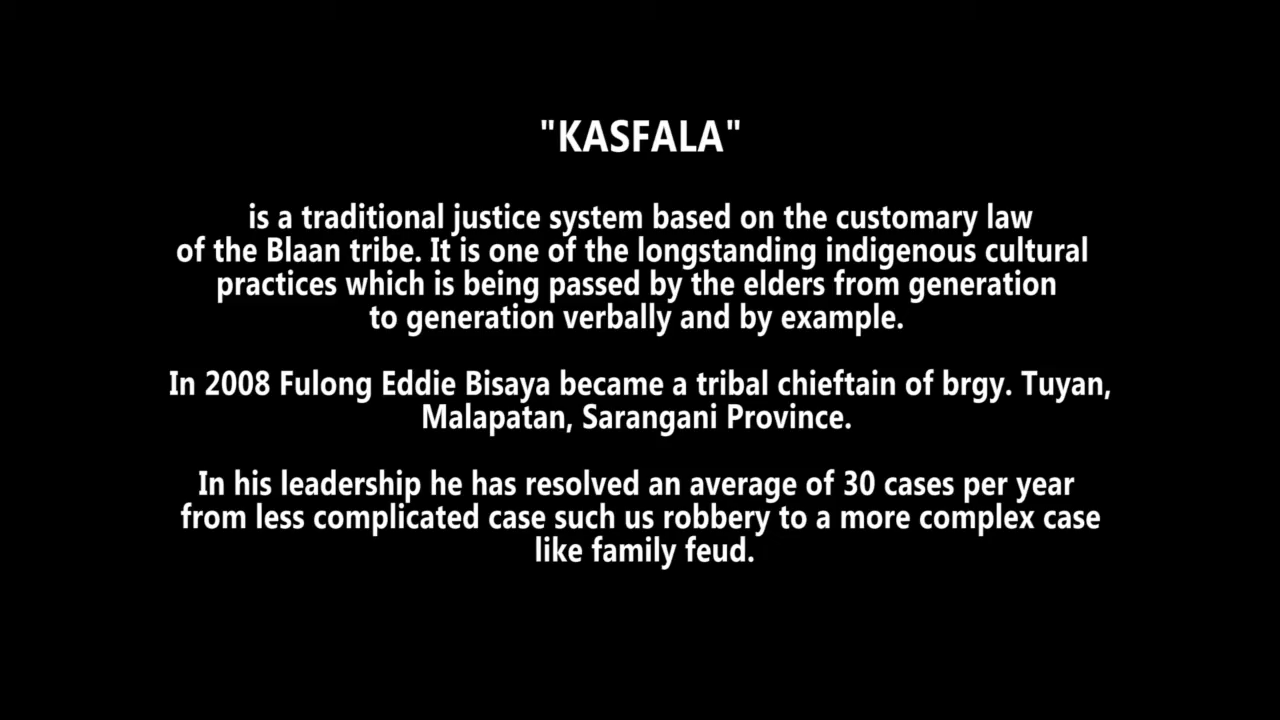 "KASFALA"
is a traditional justice system based on the customary law
of the Blaan tribe. It is one of the longstanding indigenous cultural
practices which is being passed by the elders from generation
to generation verbally and by example.
In 2008 Fulong Eddie Bisaya became a tribal chieftain of brgy. Tuyan,
Malapatan, Sarangani Province.
In his leadership he has resolved an average of 30 cases per year
from less complicated case such us robbery to a more complex case
like family feud.